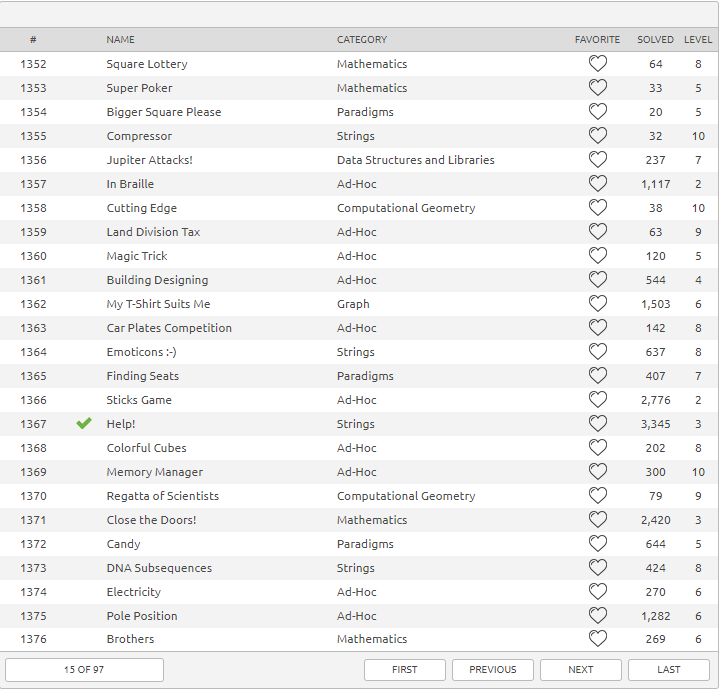 # NAME CATEGORY FAVORITE SOLVED LEVEL
1352 Square Lottery Mathematics 64 8
1353 Super Poker Mathematics 33 5
1354 Bigger Square Please Paradigms 20 5
1355 Compressor Strings 32 10
1356 Jupiter Attacks! Data Structures and Libraries 237 7
1357 In Braille Ad-Hoc 1,117 2
1358 Cutting Edge Computational Geometry 38 10
1359 Land Division Tax Ad-Hoc 63 9
1360 Magic Trick Ad-Hoc 120 5
1361 Building Designing Ad-Hoc 544 4
1362 My T-Shirt Suits Me Graph 1,503 6
1363 Car Plates Competition Ad-Hoc 142 8
1364 Emoticons :-) Strings 637 8
1365 Finding Seats Paradigms 407 7
1366 Sticks Game Ad-Hoc 2,776 2
1367 Help! Strings 3,345 3
1368 Colorful Cubes Ad-Hoc 202 8
1369 Memory Manager Ad-Hoc 300 10
1370 Regatta of Scientists Computational Geometry 79 9
1371 Close the Doors! Mathematics 2,420 3
1372 Candy Paradigms 644 5
1373 DNA Subsequences Strings 424 8
1374 Electricity Ad-Hoc 270 6
1375 Pole Position Ad-Hoc 1,282 6
1376 Brothers Mathematics 269 6
15 OF 97 FIRST PREVIOUS NEXT LAST